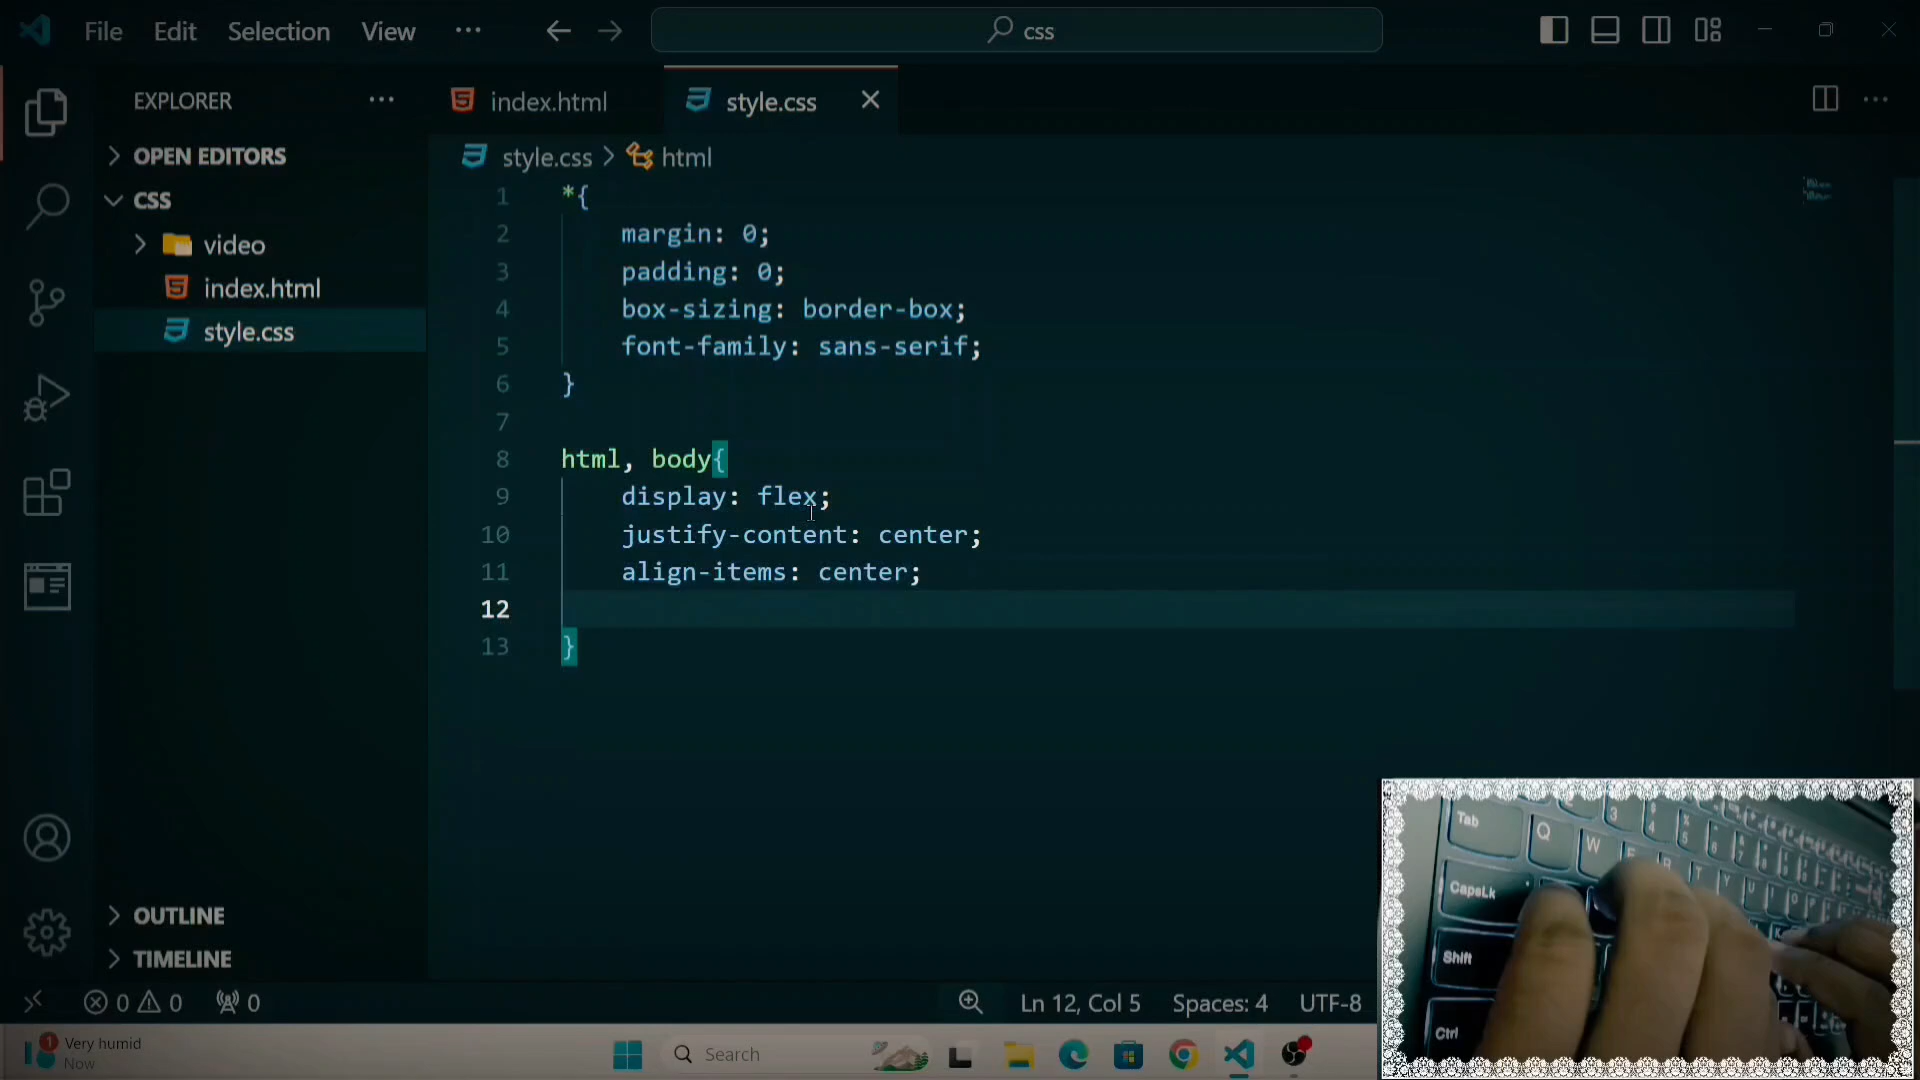 File Edit Selection View ···
css
EXPLORER ···
OPEN EDITORS
CSS
video
index.html
style.css
OUTLINE
TIMELINE
index.html
style.css
style.css > html
1 *{
2 margin: 0;
3 padding: 0;
4 box-sizing: border-box;
5 font-family: sans-serif;
6 }
7
8 html, body{
9 display: flex;
10 justify-content: center;
11 align-items: center;
12
13 }
0 0 0
Ln 12, Col 5 Spaces: 4 UTF-8
1
Very humid
Now
Search
Tab Q W
CapsLk
Shift
Ctrl